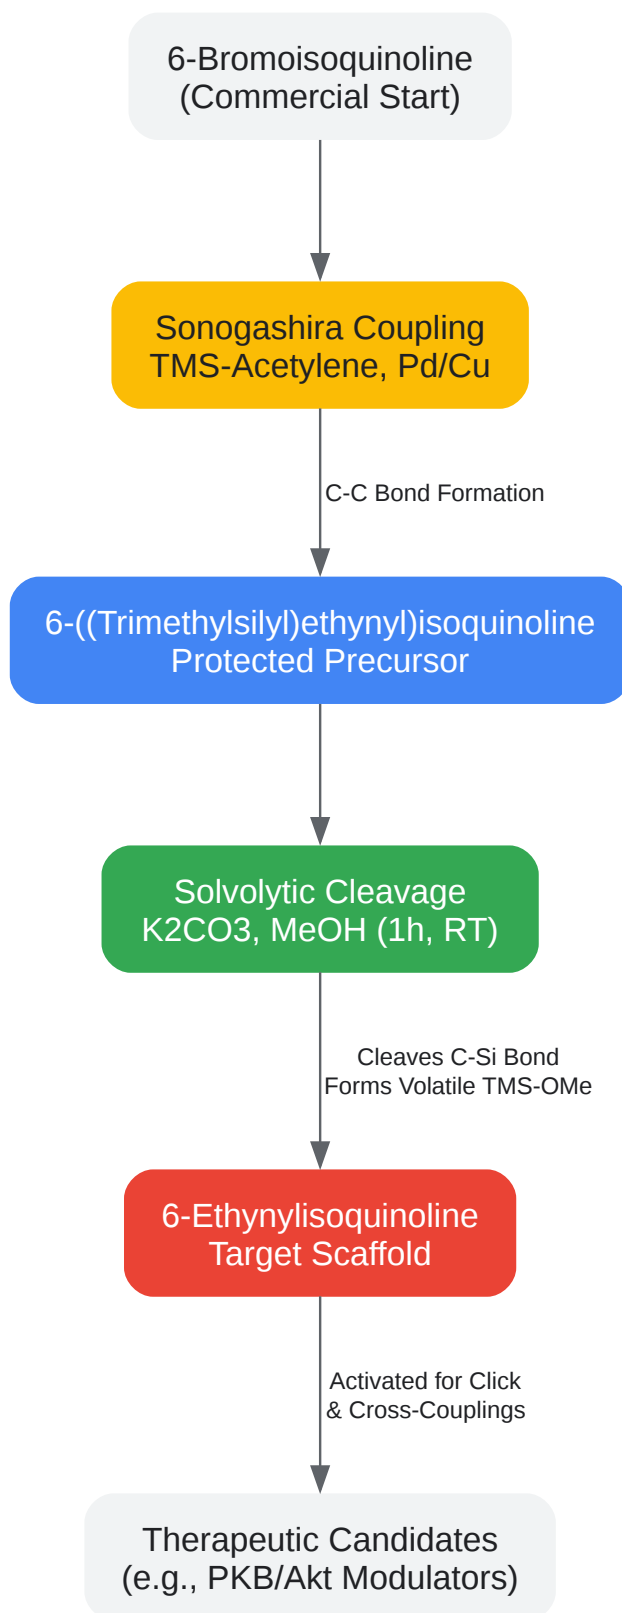 6-Bromoisoquinoline
(Commercial Start)
Sonogashira Coupling
TMS-Acetylene, Pd/Cu
C-C Bond Formation
6-((Trimethylsilyl)ethynyl)isoquinoline
Protected Precursor
Solvolytic Cleavage
K2CO3, MeOH (1h, RT)
Cleaves C-Si Bond
Forms Volatile TMS-OMe
6-Ethynylisoquinoline
Target Scaffold
Activated for Click
& Cross-Couplings
Therapeutic Candidates
(e.g., PKB/Akt Modulators)